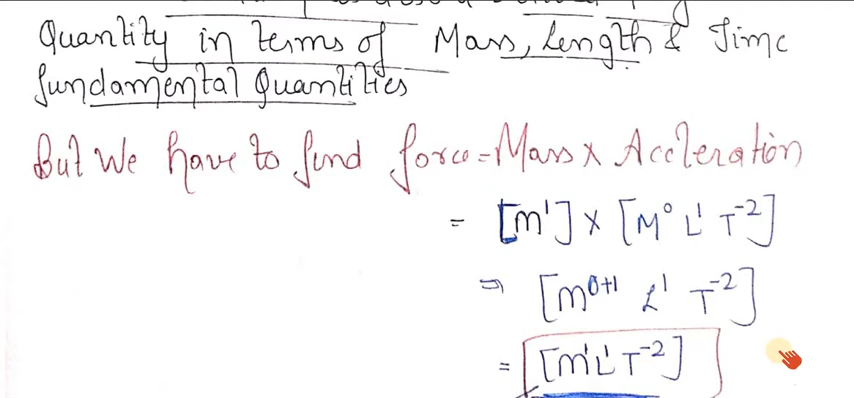 Quantity in terms of Mass, Length & Time
fundamental Quantities
But We have to find force = Mass x Accleration
= [M¹] x [M⁰ L¹ T⁻²]
⇒ [M⁰⁺¹ L¹ T⁻²]
= [M¹L¹T⁻²]